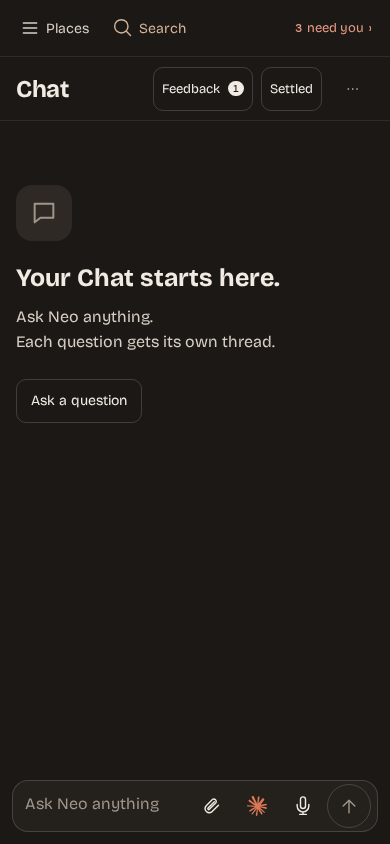 Places
Search
3 need you ›
Chat
Feedback 1
Settled
···
Your Chat starts here.
Ask Neo anything.
Each question gets its own thread.
Ask a question
Ask Neo anything